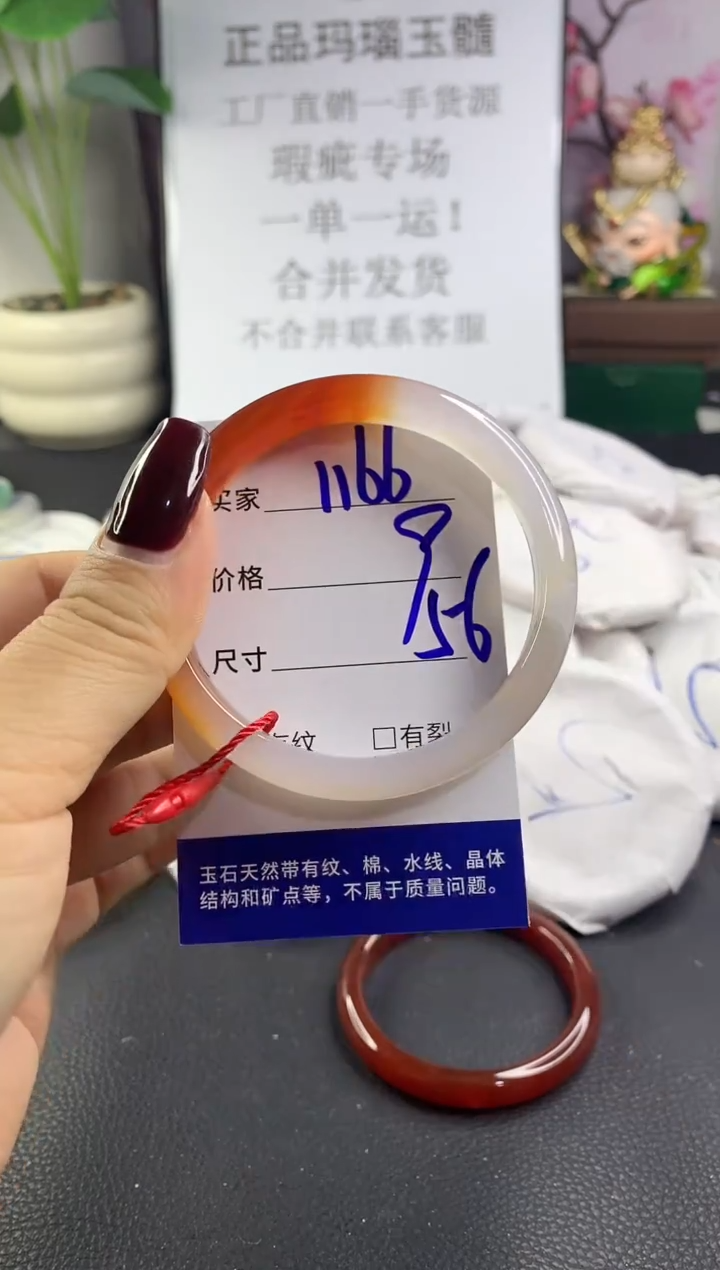 正品玛瑙玉髓
工厂直销一手货源
瑕疵专场
一单一运！
合并发货
不合并联系客服
买家 1166
价格
尺寸 56
有纹 □有裂
玉石天然带有纹、棉、水线、晶体
结构和矿点等，不属于质量问题。